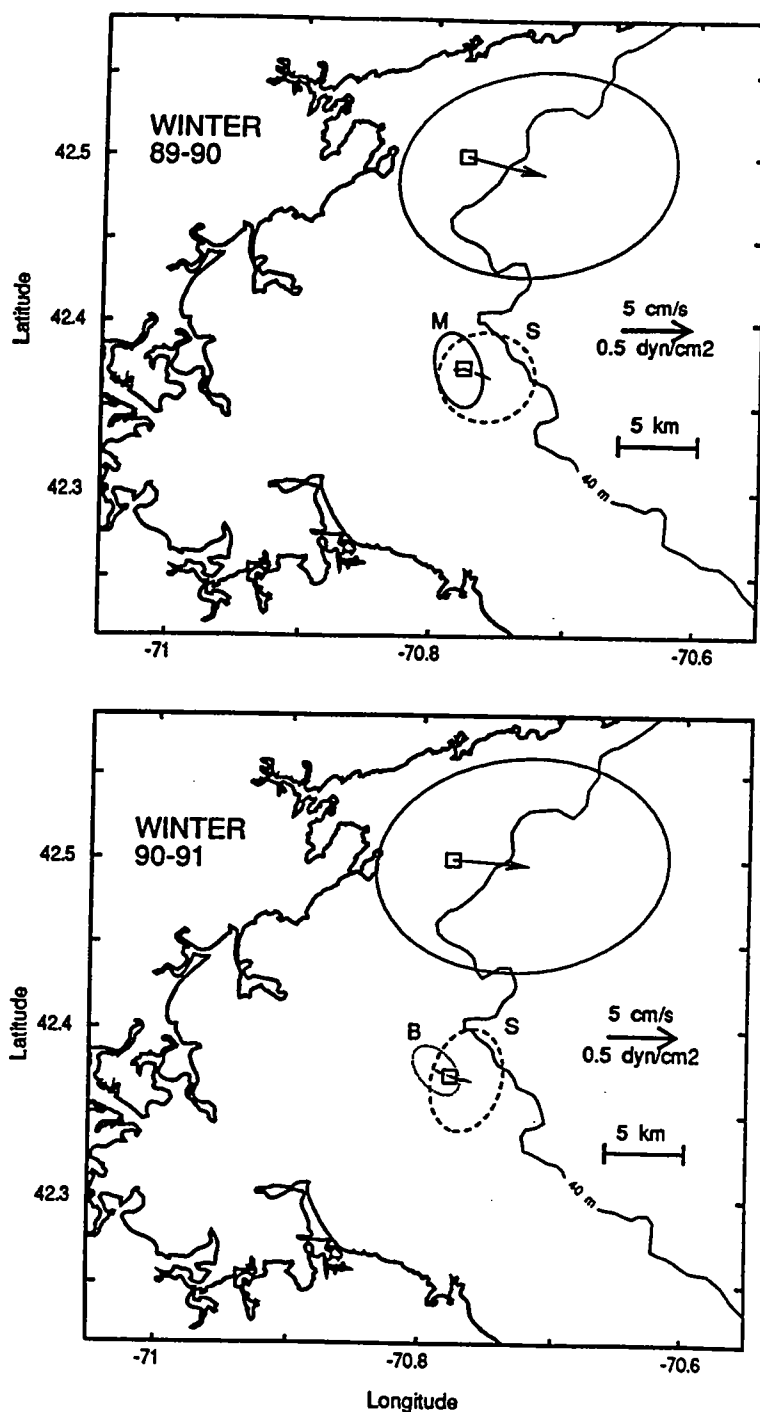 WINTER
89-90
42.5
42.4
42.3
Latitude
M
S
5 cm/s
0.5 dyn/cm2
5 km
40 m
-71
-70.8
-70.6
WINTER
90-91
42.5
42.4
42.3
Latitude
B
S
5 cm/s
0.5 dyn/cm2
5 km
40 m
-71
-70.8
-70.6
Longitude